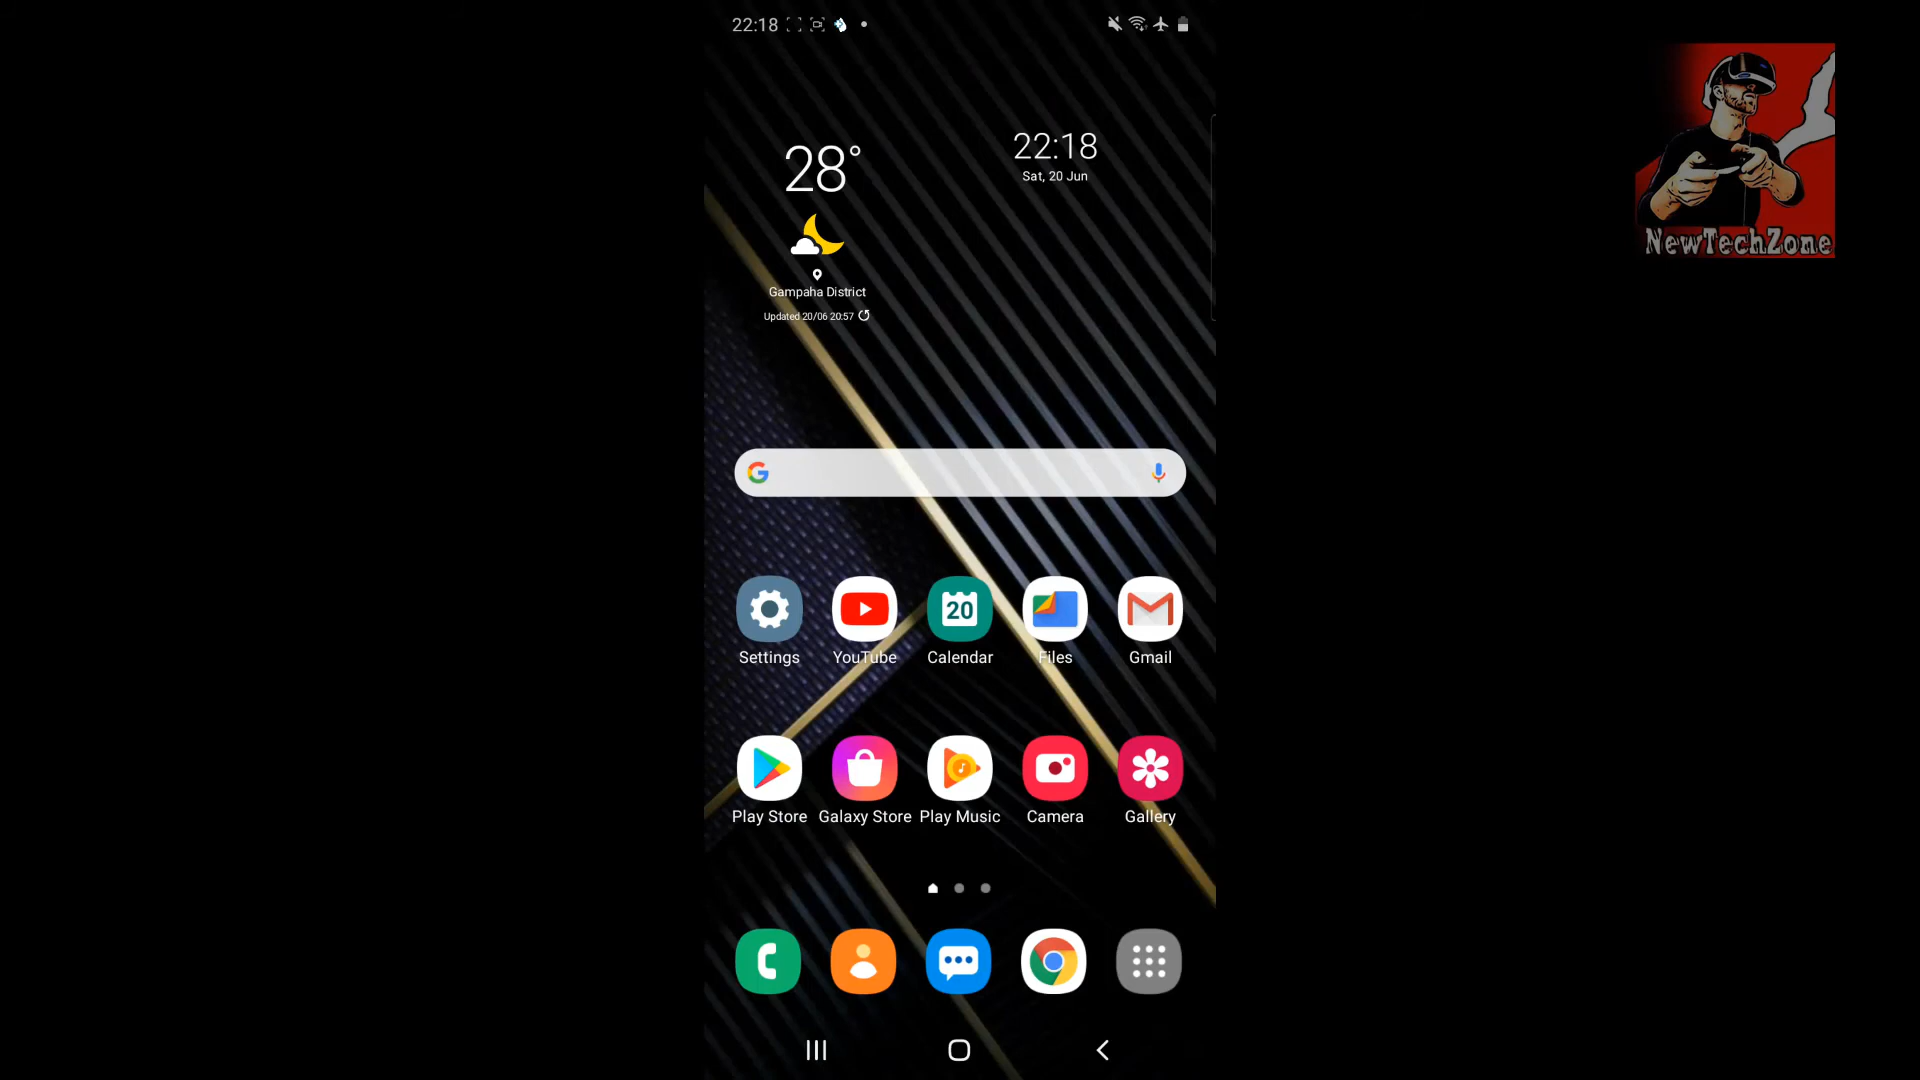 22:18
28°
22:18
Sat, 20 Jun
Gampaha District
Updated 20/06 20:57
NewTechZone
20
Settings YouTube Calendar Files Gmail
Play Store Galaxy Store Play Music Camera Gallery